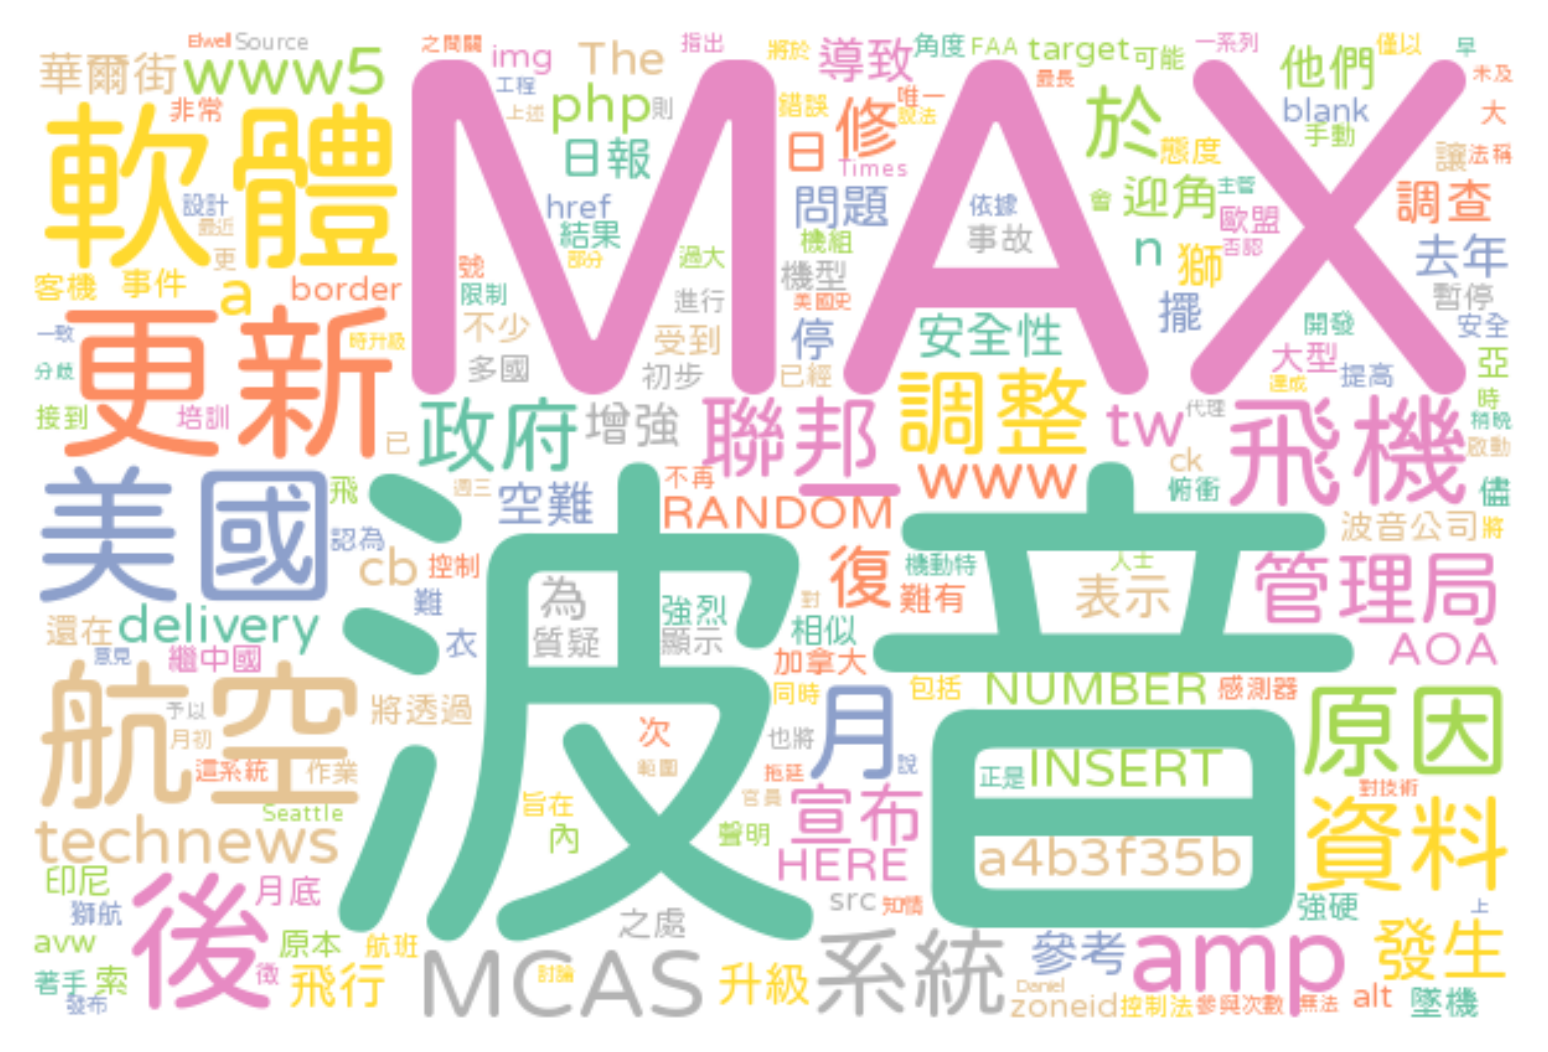 Elwell Source
之間關
img
The
指出
將於
導致
角度
FAA
target
可能
一系列
他們
僅以
早
華爾街
www5
工程
最長
未及
非常
上述
php
則
錯誤
唯一
說法
修
於
blank
手動
大
軟體
MAX
日報
日
Times
態度
讓
法稱
設計
最近
href
問題
依據
會
迎角
主管
歐盟
否認
調查
更
結果
部分
過大
機組
事故
n
獅
去年
客機
事件
a
border
號
限制
進行
機型
美國史
擺
暫停
一致
更新
時升級
不少
受到
停
安全性
開發
安全
分歧
多國
初步
已經
大型
達成
提高
亞
接到
培訓
已
政府
增強
聯邦
調整
tw
代理
飛機
時
稍晚
啟動
美國
飛
週三
空難
不再
www
ck
俯衝
儘
認為
RANDOM
波音公司
將
cb
控制
波音
復
機動特
人士
管理局
難
為
強烈
對
難有
表示
還在
delivery
衣
質疑
顯示
相似
意見
繼中國
加拿大
AOA
航空
予以
將透過
同時
包括
NUMBER
感測器
原因
月初
次
也將
月
說
這系統
作業
範圍
拖延
正是
INSERT
對技術
Seattle
旨在
官員
宣布
technews
內
聲明
a4b3f35b
資料
印尼
後
月底
HERE
獅航
src
知情
強硬
上
avw
原本
航班
之處
系統
參考
amp
發生
著手
索
徵
飛行
MCAS
討論
升級
Daniel
發布
zoneid
控制法
參與次數
無法
alt
墜機